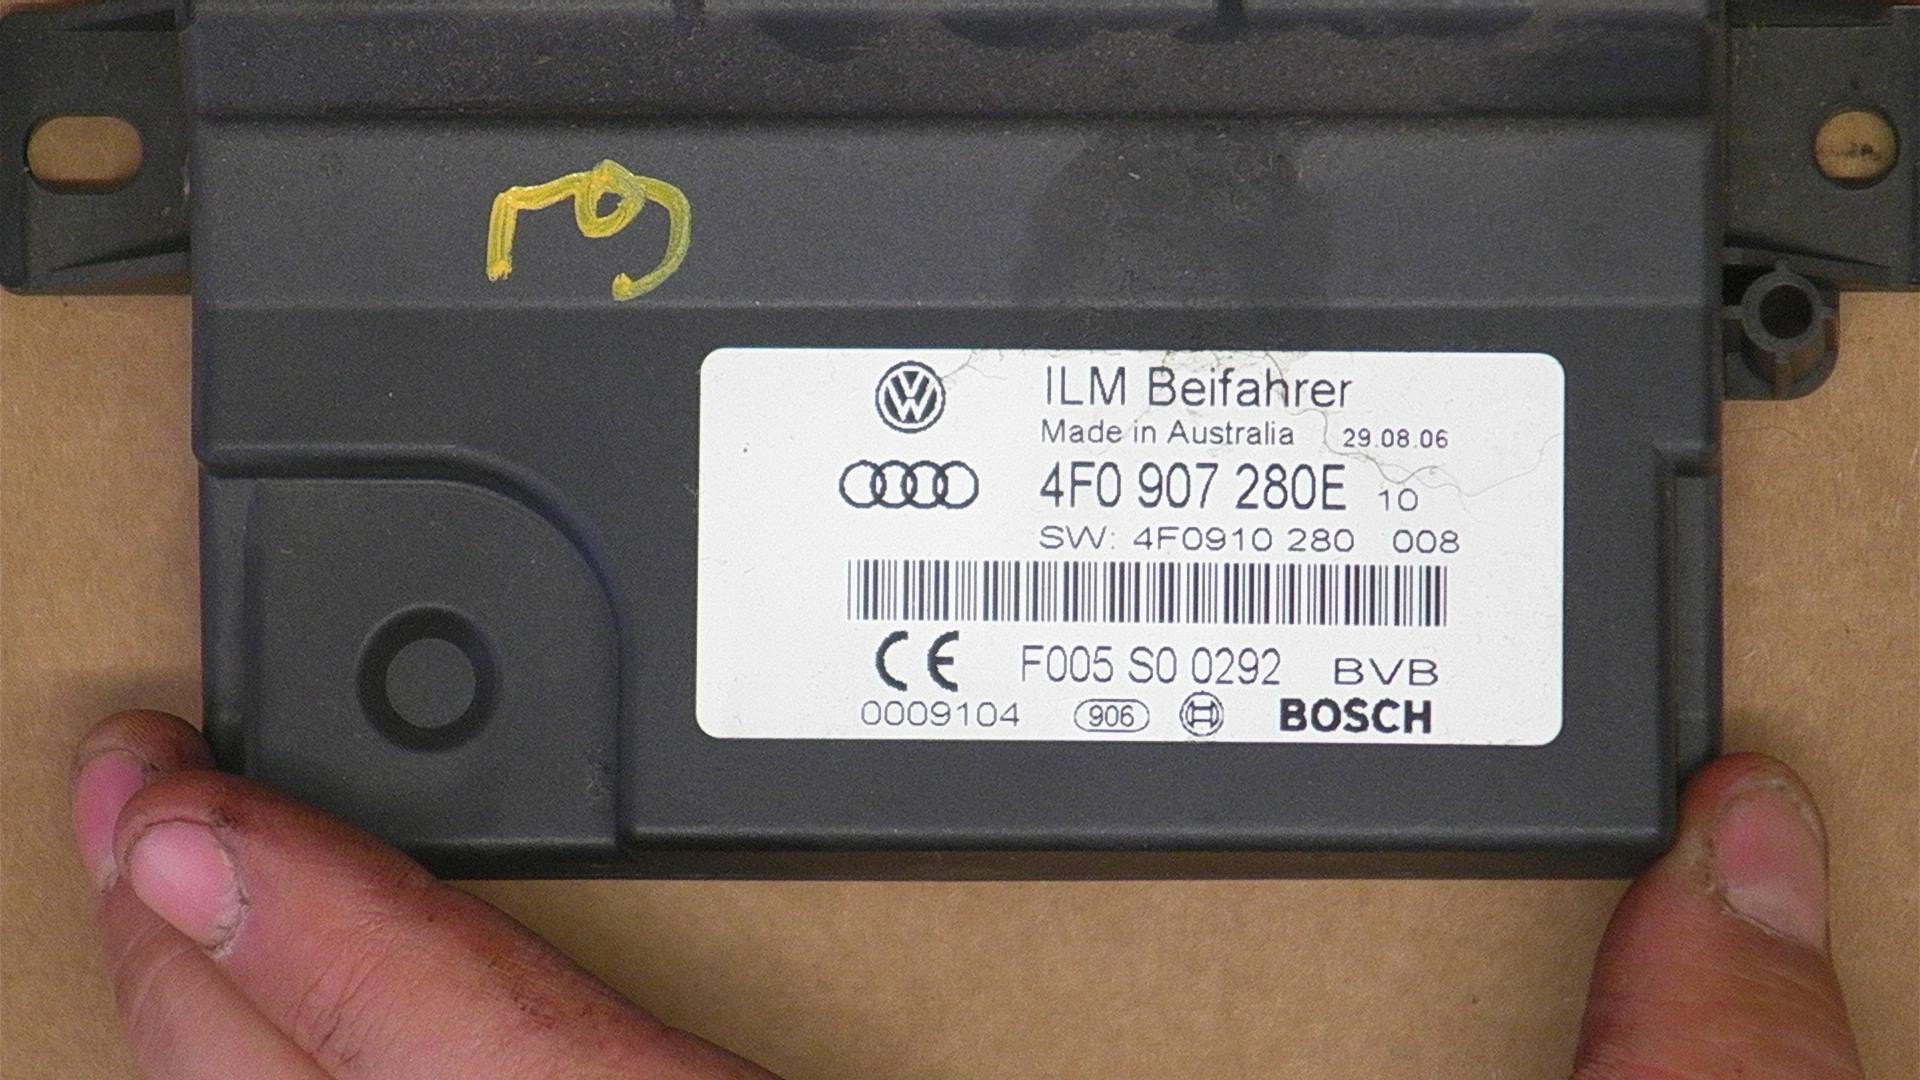 ILM Beifahrer
Made in Australia 29.08.06
4F0 907 280E 10
SW: 4F0910 280 008
CE F005 S0 0292 BVB
0009104 906 BOSCH